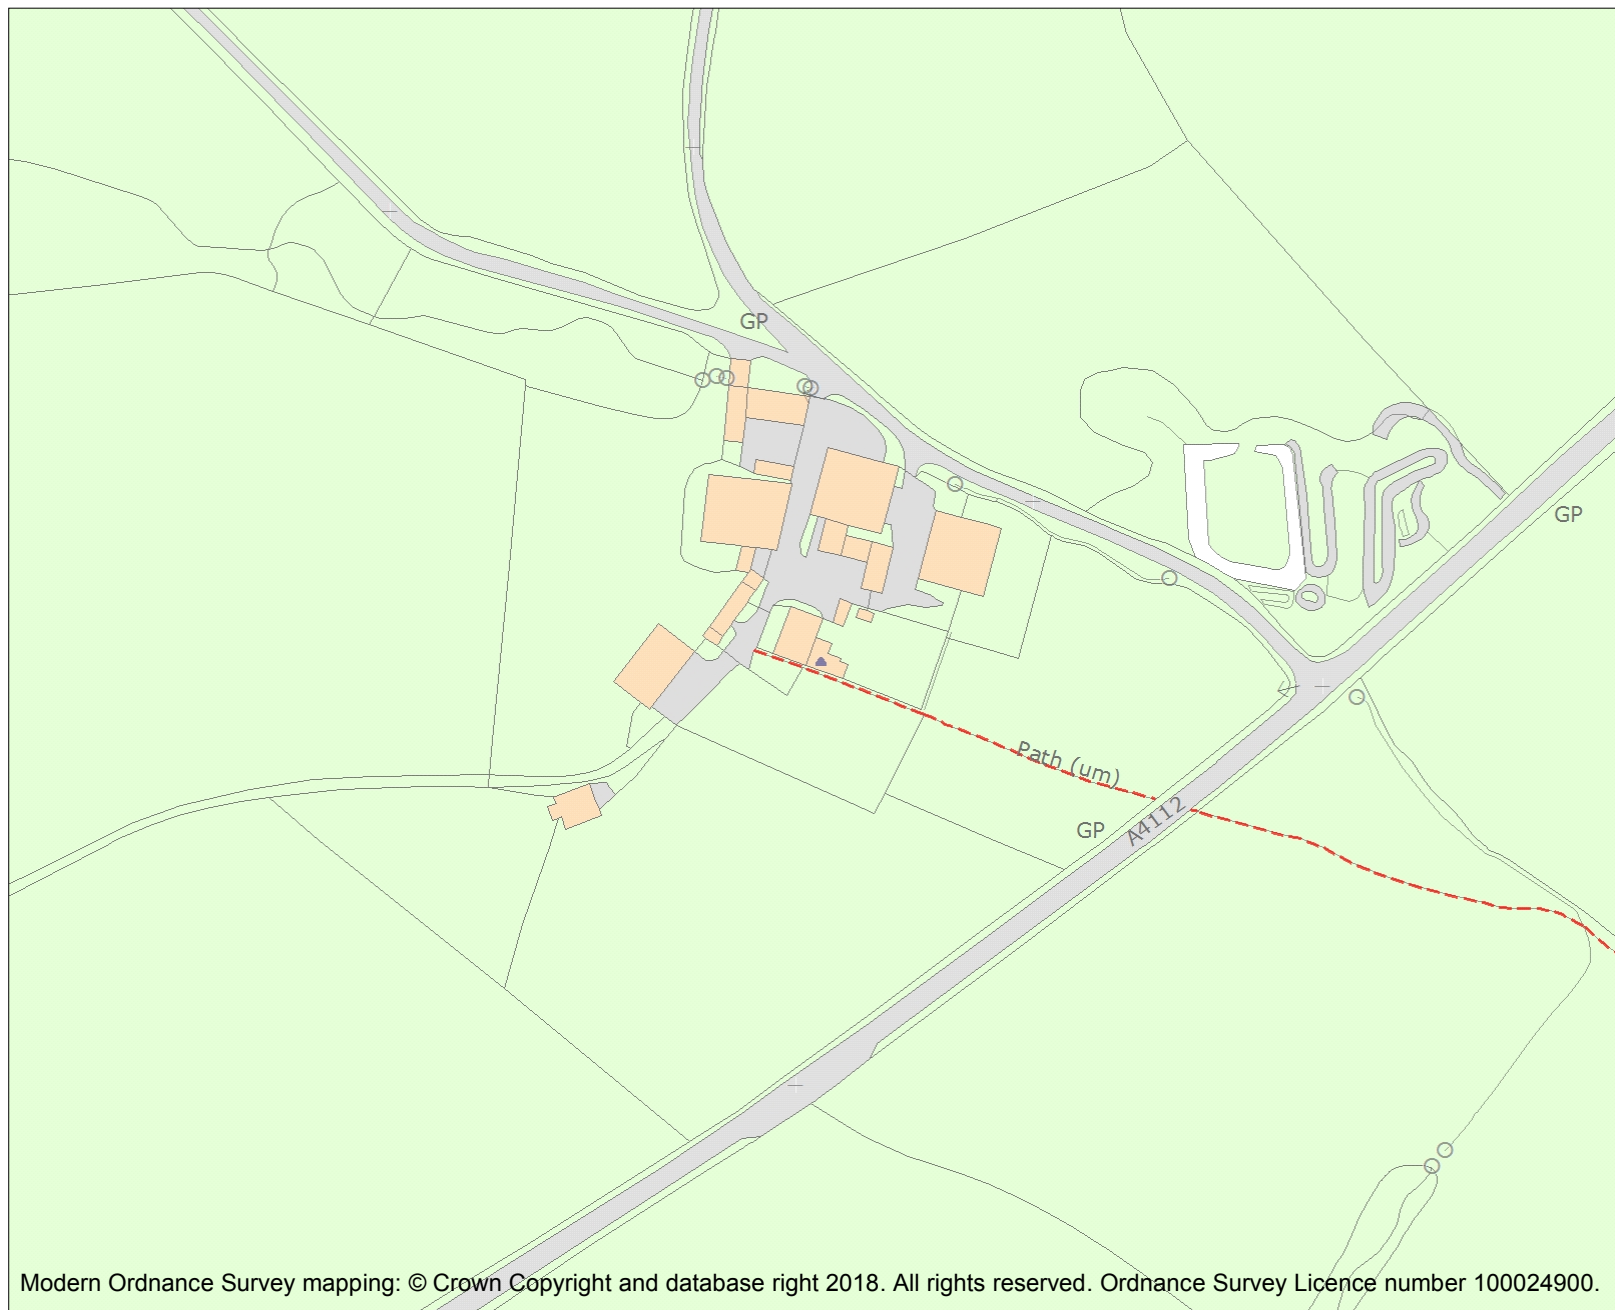 GP
GP
Path (um)
A4112
GP
Modern Ordnance Survey mapping: © Crown Copyright and database right 2018. All rights reserved. Ordnance Survey Licence number 100024900.